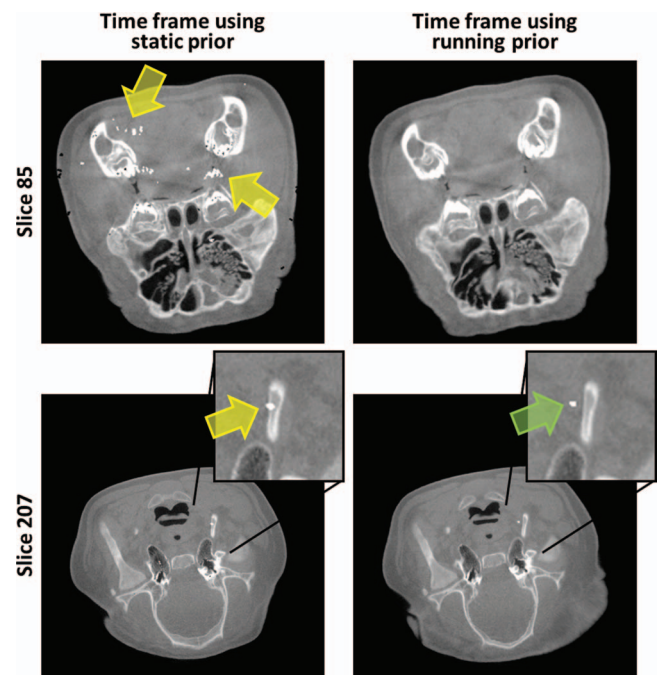 Time frame using
static prior
Time frame using
running prior
Slice 85
Slice 207